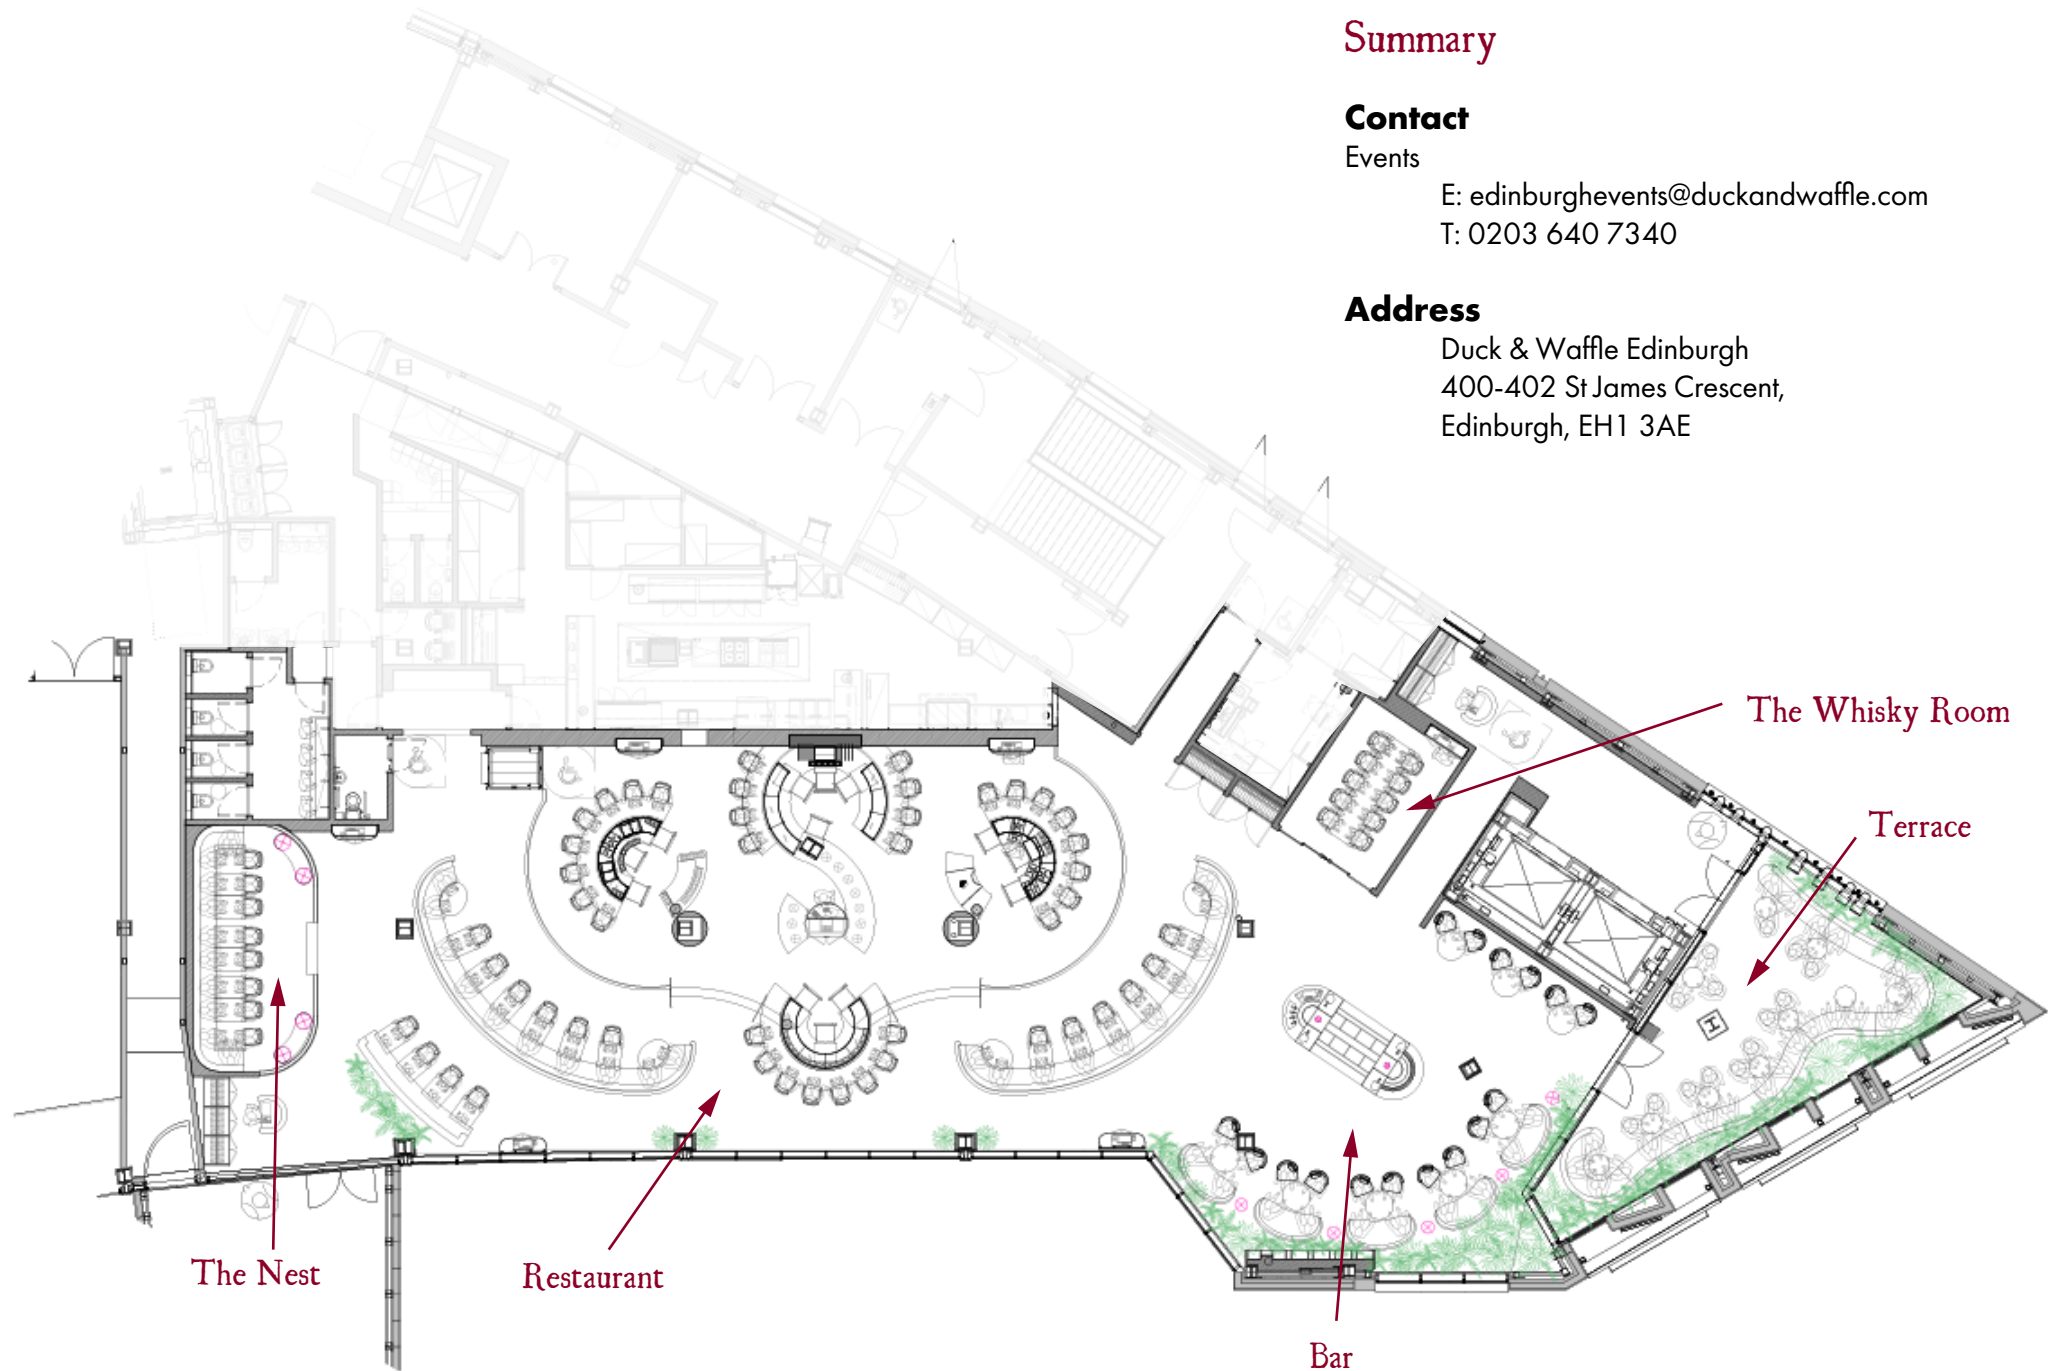 Summary
Contact
Events
E: edinburghevents@duckandwaffle.com
T: 0203 640 7340
Address
Duck & Waffle Edinburgh
400-402 St James Crescent,
Edinburgh, EH1 3AE
The Whisky Room
Terrace
The Nest
Restaurant
Bar